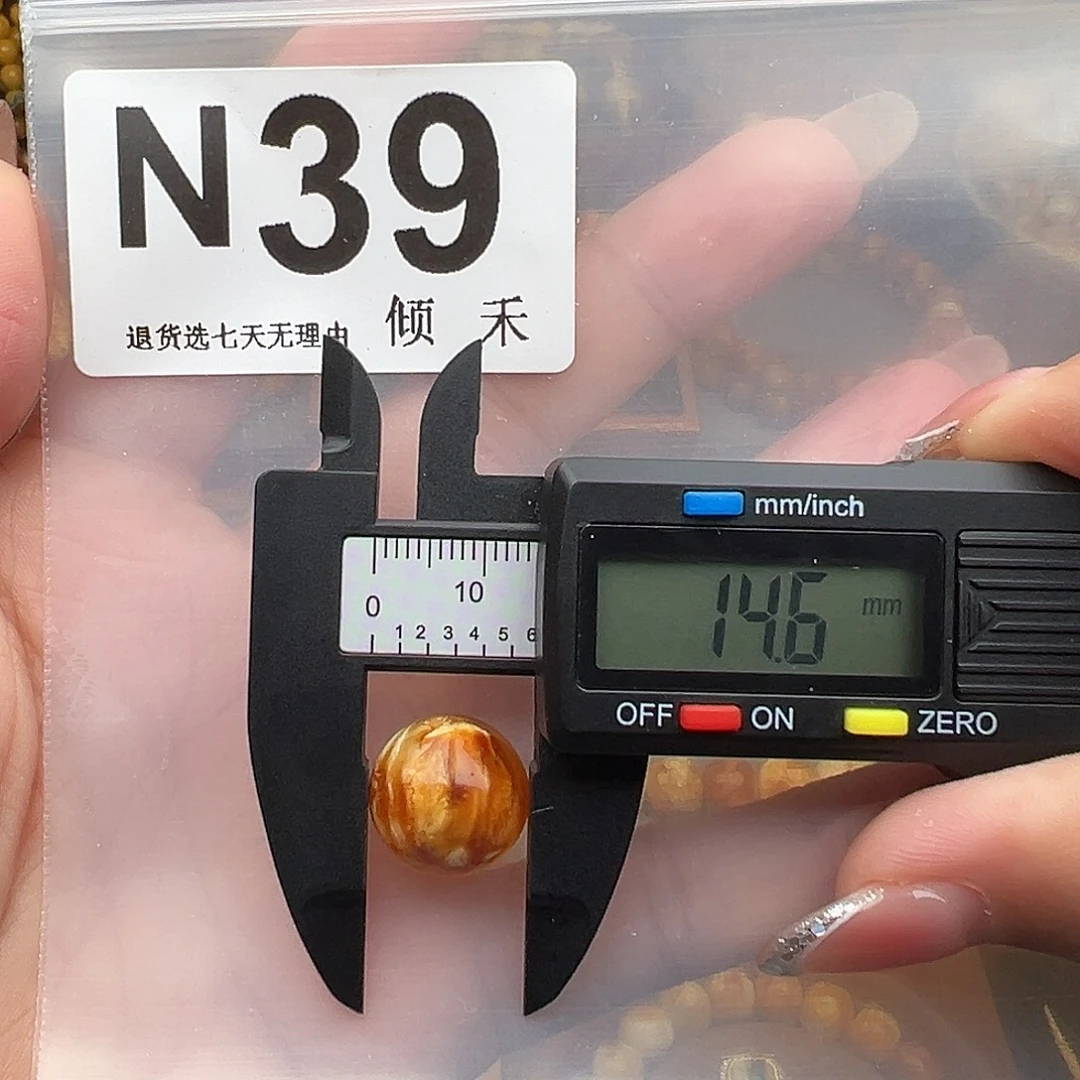 N39
退货选七天无理由 倾 禾
mm/inch
0 10
1 2 3 4 5 6
14.6 mm
OFF ON ZERO